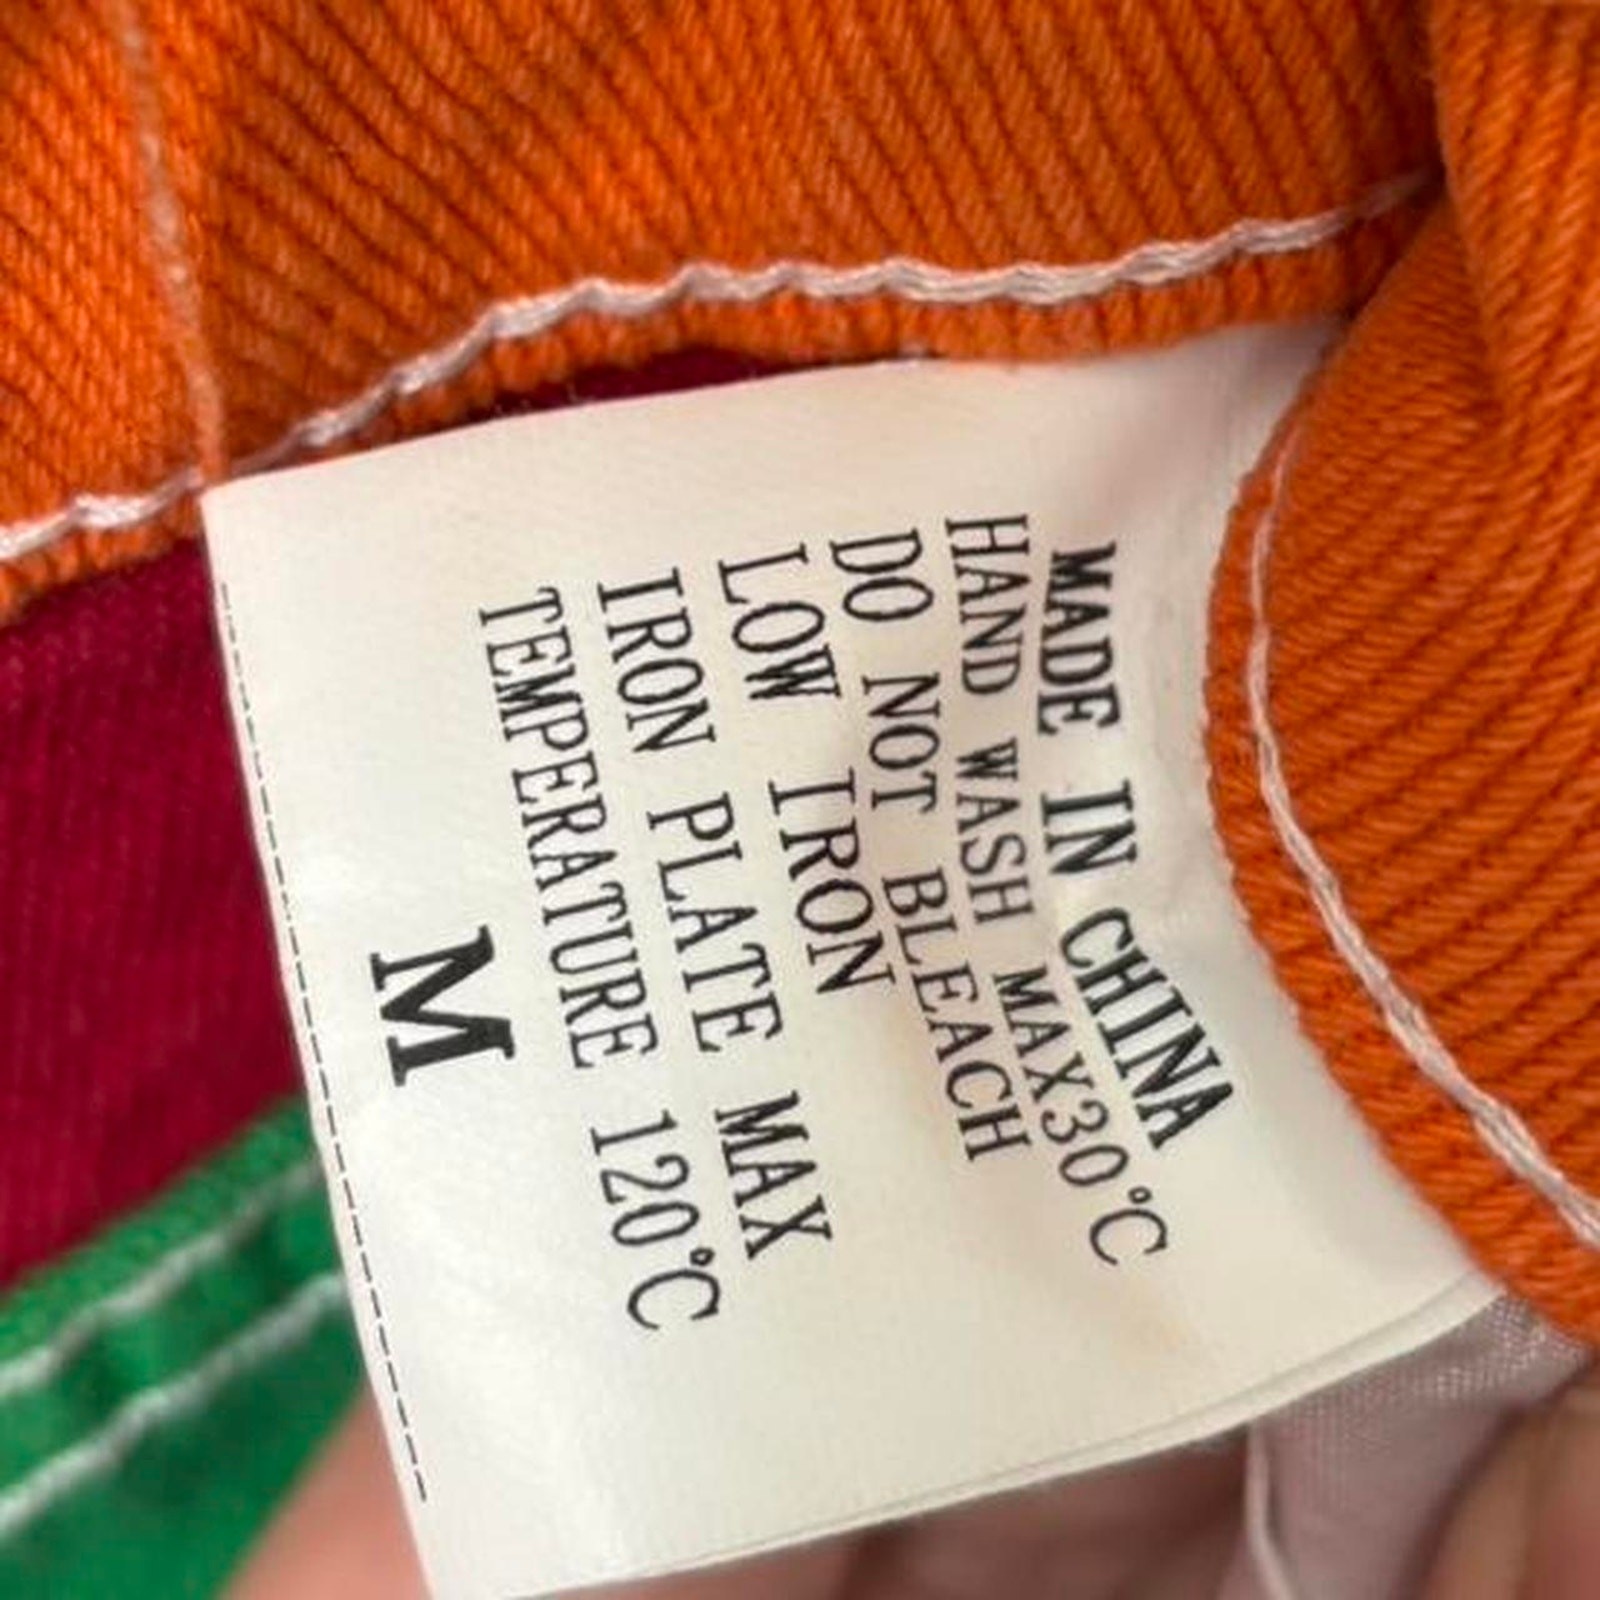 MADE IN CHINA
HAND WASH MAX30℃
DO NOT BLEACH
LOW IRON
IRON PLATE MAX
TEMPERATURE 120℃
M